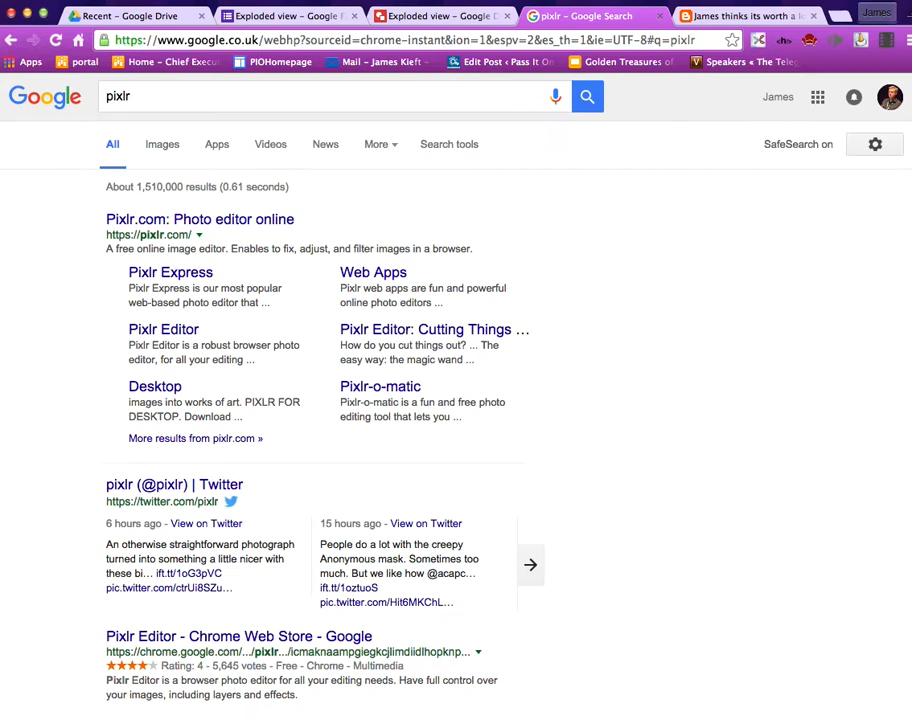 Recent – Google Drive
Exploded view – Google F
Exploded view – Google D
pixlr – Google Search
James thinks its worth a lo
James
https://www.google.co.uk/webhp?sourceid=chrome-instant&ion=1&espv=2&es_th=1&ie=UTF-8#q=pixlr
Apps
portal
Home – Chief Execu
PIOHomepage
Mail – James Kieft –
Edit Post ‹ Pass It On
Golden Treasures of
Speakers « The Teleg
Google
pixlr
James
All
Images
Apps
Videos
News
More
Search tools
SafeSearch on
About 1,510,000 results (0.61 seconds)
Pixlr.com: Photo editor online
https://pixlr.com/
A free online image editor. Enables to fix, adjust, and filter images in a browser.
Pixlr Express
Pixlr Express is our most popular
web-based photo editor that ...
Web Apps
Pixlr web apps are fun and powerful
online photo editors ...
Pixlr Editor
Pixlr Editor is a robust browser photo
editor, for all your editing ...
Pixlr Editor: Cutting Things ...
How do you cut things out? ... The
easy way: the magic wand ...
Desktop
images into works of art. PIXLR FOR
DESKTOP. Download ...
Pixlr-o-matic
Pixlr-o-matic is a fun and free photo
editing tool that lets you ...
More results from pixlr.com »
pixlr (@pixlr) | Twitter
https://twitter.com/pixlr
6 hours ago - View on Twitter
An otherwise straightforward photograph
turned into something a little nicer with
these bi... ift.tt/1oG3pVC
pic.twitter.com/ctrUi8SZu...
15 hours ago - View on Twitter
People do a lot with the creepy
Anonymous mask. Sometimes too
much. But we like how @acapc...
ift.tt/1oztuoS
pic.twitter.com/Hit6MKChL...
Pixlr Editor - Chrome Web Store - Google
https://chrome.google.com/.../pixlr.../icmaknaampgiegkcjlimdiidlhopknp...
Rating: 4 - 5,645 votes - Free - Chrome - Multimedia
Pixlr Editor is a browser photo editor for all your editing needs. Have full control over
your images, including layers and effects.